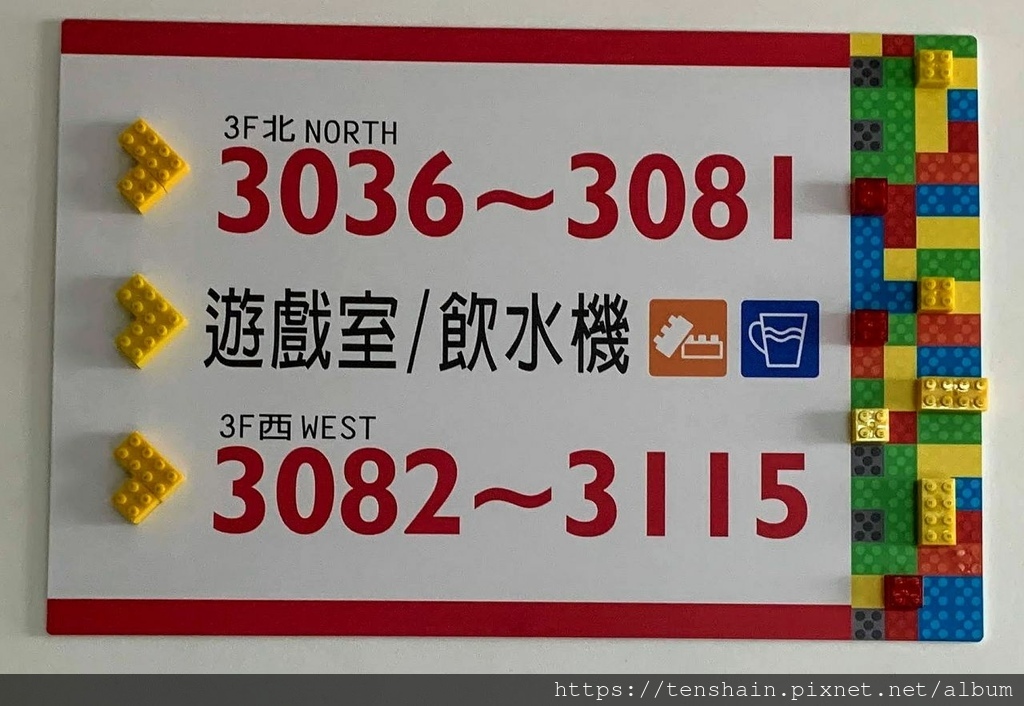 3F北 NORTH
3036～3081
遊戲室/飲水機
3F西 WEST
3082～3115
https://tenshain.pixnet.net/album